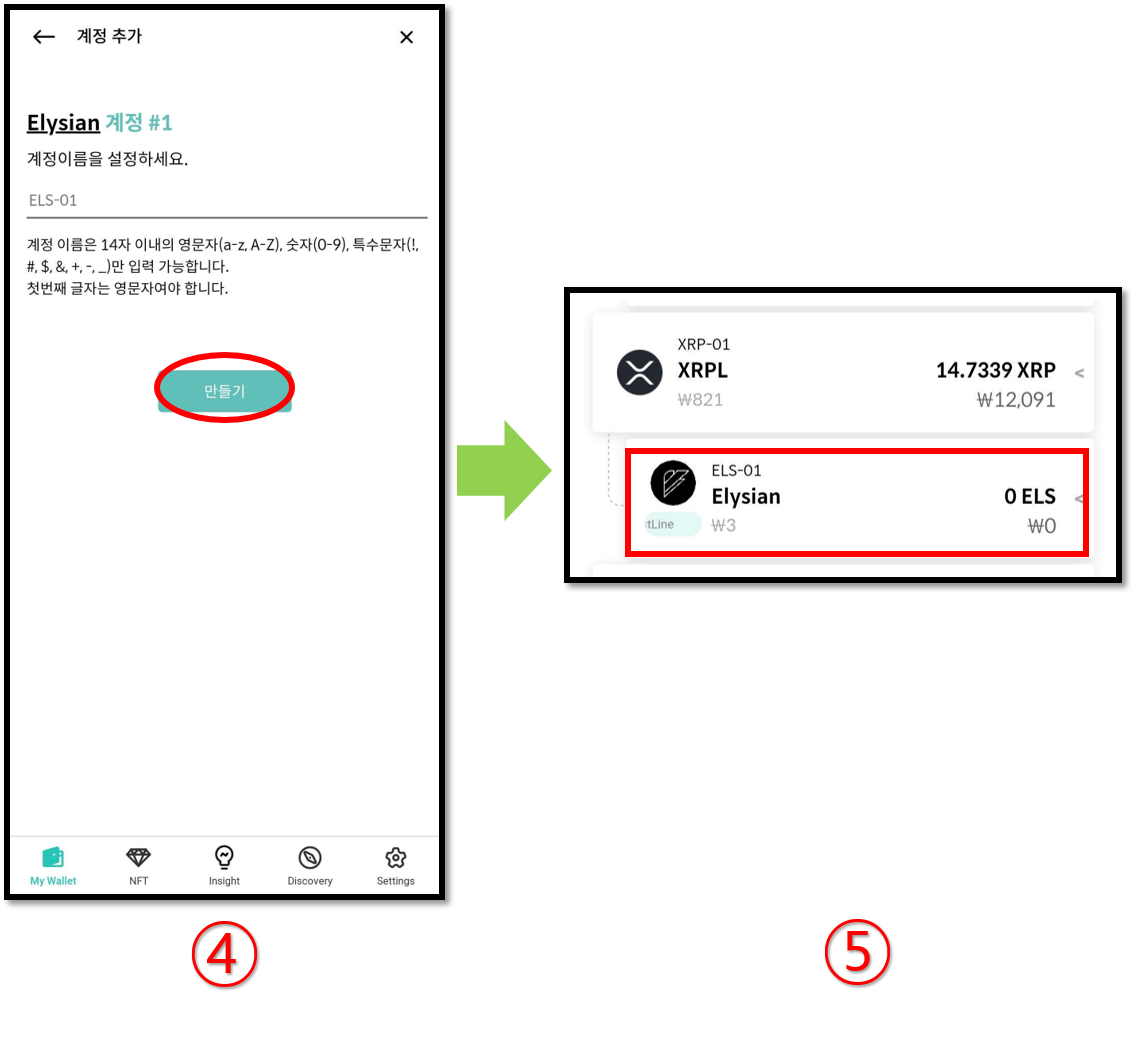 계정 추가
Elysian 계정 #1
계정이름을 설정하세요.
ELS-01
계정 이름은 14자 이내의 영문자(a-z, A-Z), 숫자(0-9), 특수문자(!,
#, $, &, +, -, _)만 입력 가능합니다.
첫번째 글자는 영문자여야 합니다.
만들기
My Wallet
NFT
Insight
Discovery
Settings
④
XRP-01
XRPL
14.7339 XRP
₩821
₩12,091
ELS-01
Elysian
0 ELS
tLine
₩3
₩0
⑤